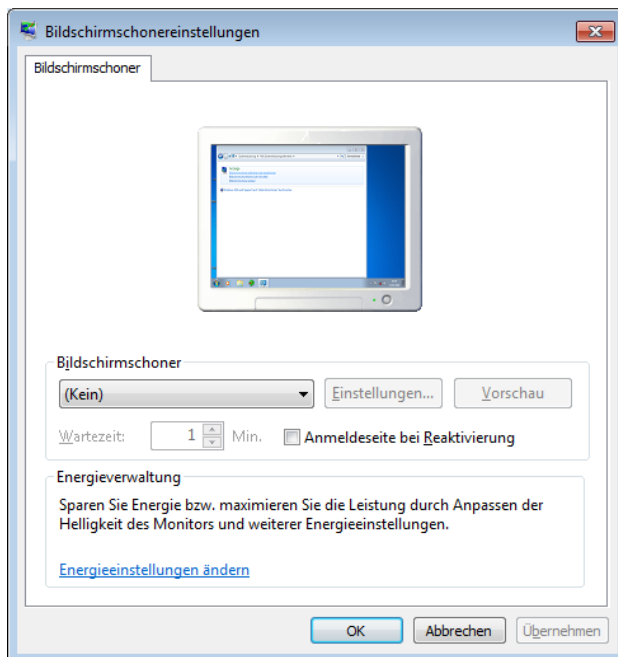 Bildschirmschonereinstellungen
Bildschirmschoner
Bildschirmschoner
(Kein)
Einstellungen...
Vorschau
Wartezeit: 1 Min.
Anmeldeseite bei Reaktivierung
Energieverwaltung
Sparen Sie Energie bzw. maximieren Sie die Leistung durch Anpassen der
Helligkeit des Monitors und weiterer Energieeinstellungen.
Energieeinstellungen ändern
OK
Abbrechen
Übernehmen